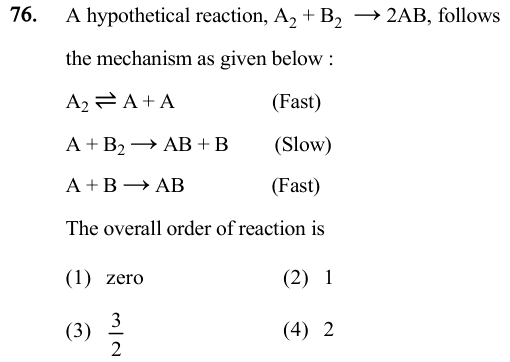 76. A hypothetical reaction, A₂ + B₂ ⟶ 2AB, follows
the mechanism as given below :
A₂ ⇌ A + A (Fast)
A + B₂ ⟶ AB + B (Slow)
A + B ⟶ AB (Fast)
The overall order of reaction is
(1) zero (2) 1
(3) 3/2 (4) 2